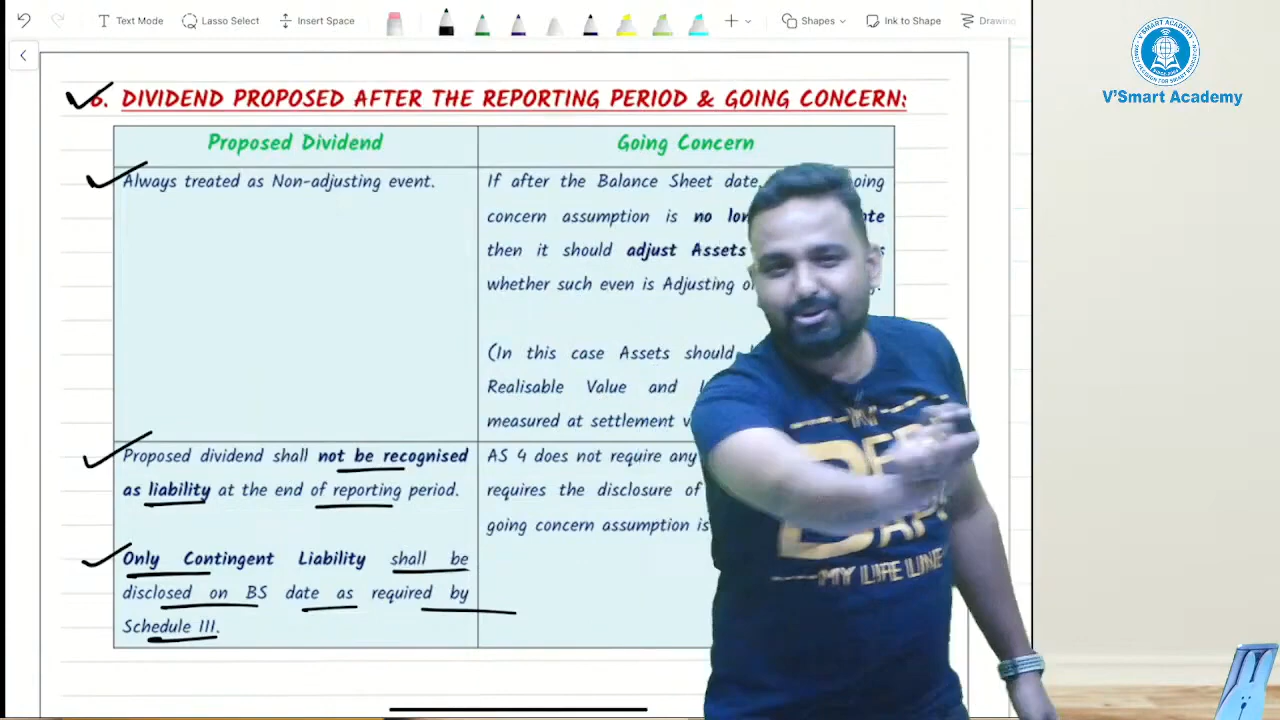 Text Mode
Lasso Select
Insert Space
Shapes
Ink to Shape
Drawing
V'SMART ACADEMY
V'Smart Academy
6. DIVIDEND PROPOSED AFTER THE REPORTING PERIOD & GOING CONCERN:
Proposed Dividend
Always treated as Non-adjusting event.
Proposed dividend shall not be recognised
as liability at the end of reporting period.
Only Contingent Liability shall be
disclosed on BS date as required by
Schedule III.
Going Concern
If after the Balance Sheet date,
concern assumption is no
then it should adjust Assets
whether such even is Adjusting
(In this case Assets should
Realisable Value and
measured at settlement
AS 4 does not require any
requires the disclosure of
going concern assumption is
MY
MY LIFE LINE